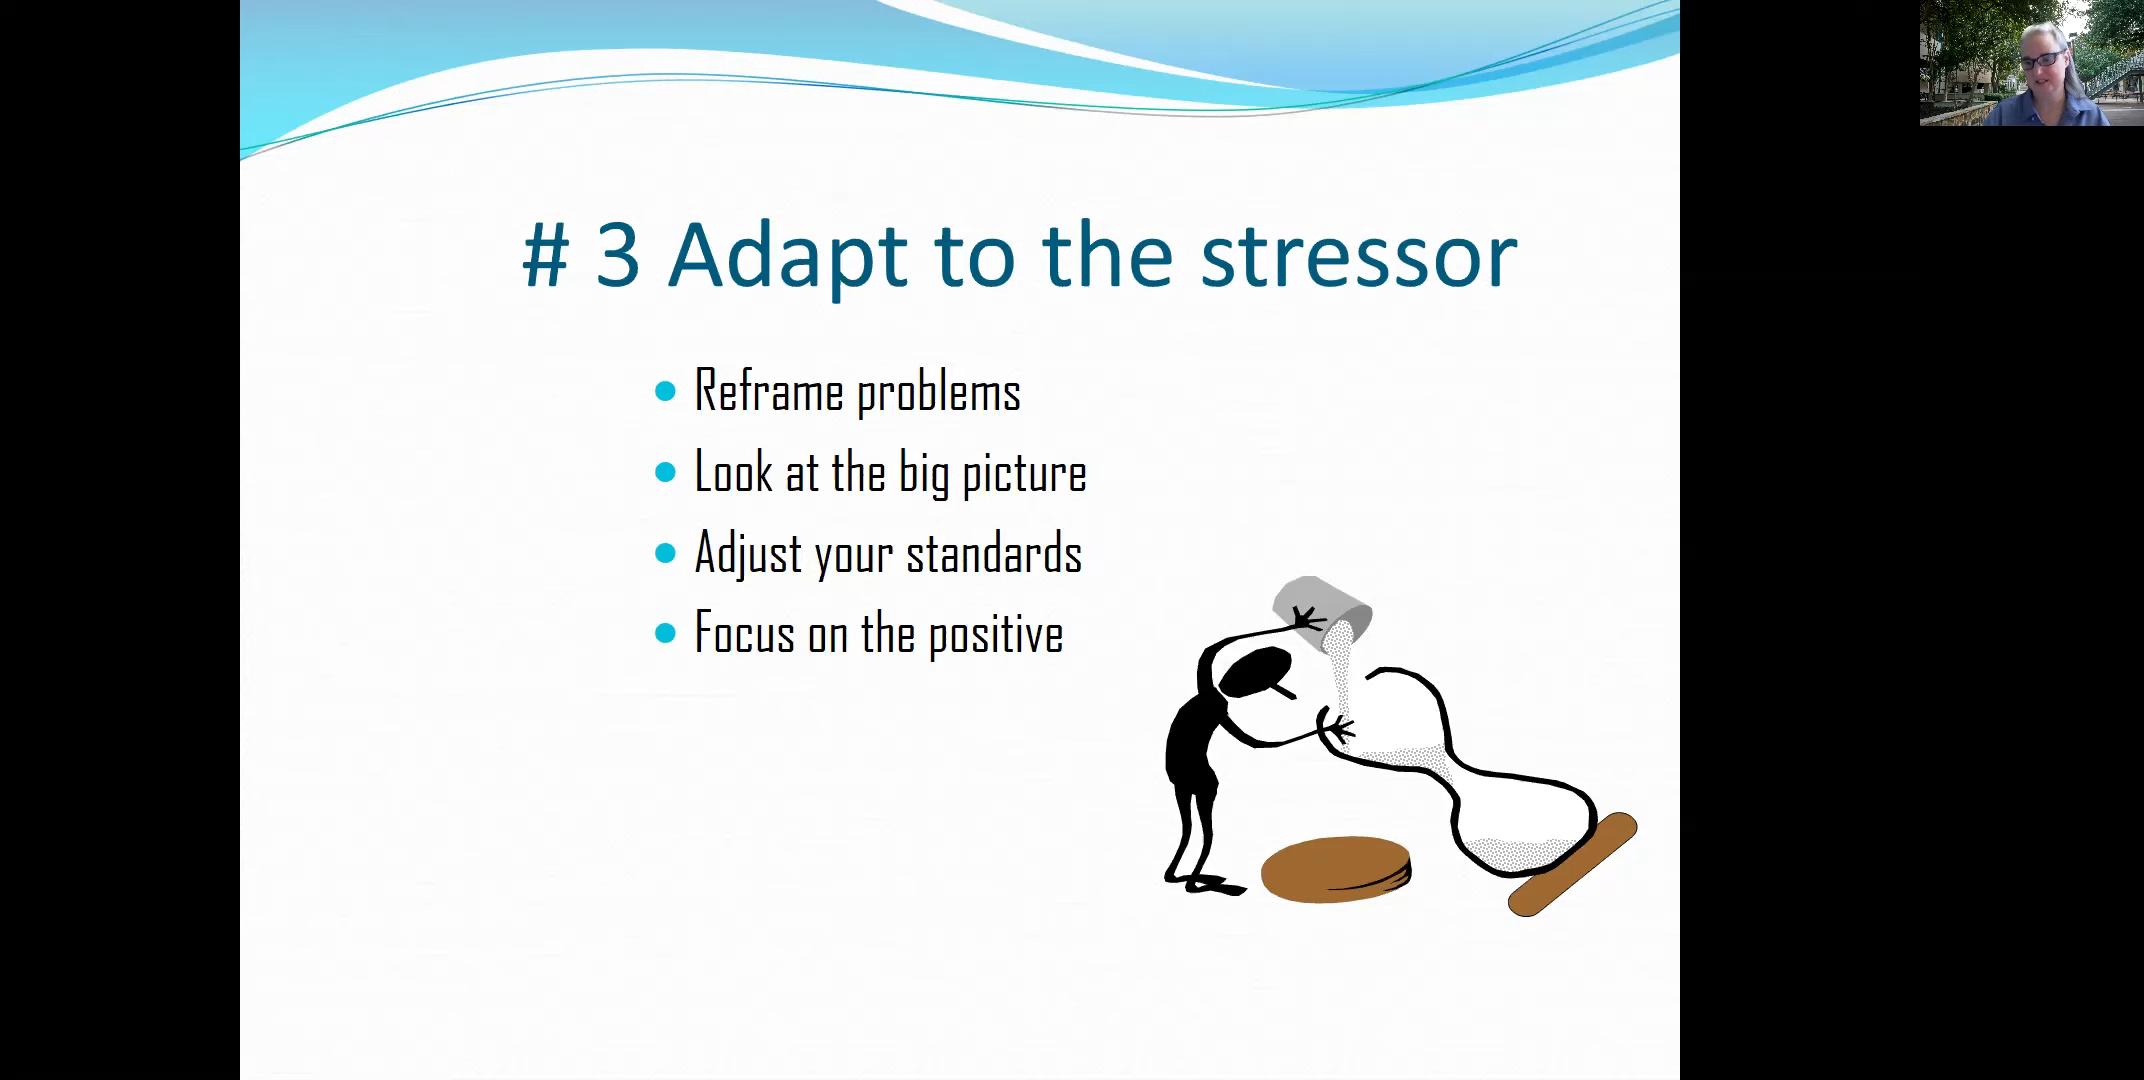 # 3 Adapt to the stressor
Reframe problems
Look at the big picture
Adjust your standards
Focus on the positive